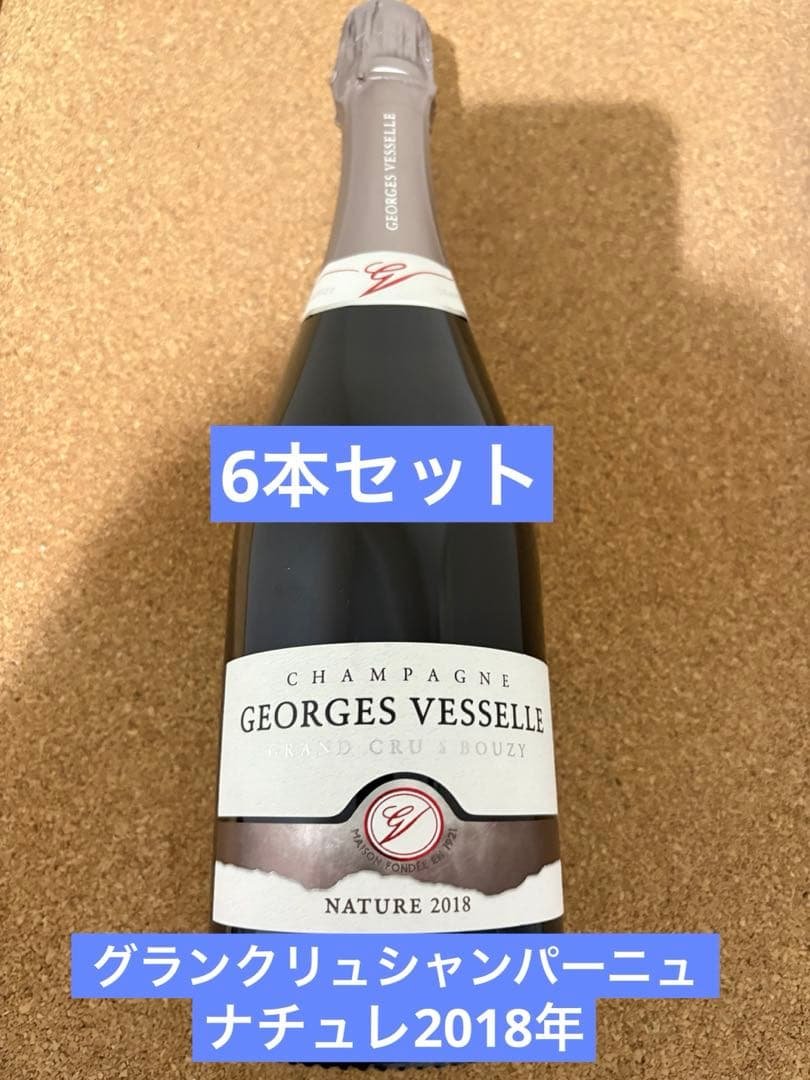 GEORGES VESSELLE
GV
6本セット
CHAMPAGNE
GEORGES VESSELLE
GRAND CRU à BOUZY
GV
MAISON FONDÉE EN 1921
NATURE 2018
グランクリュシャンパーニュ
ナチュレ2018年